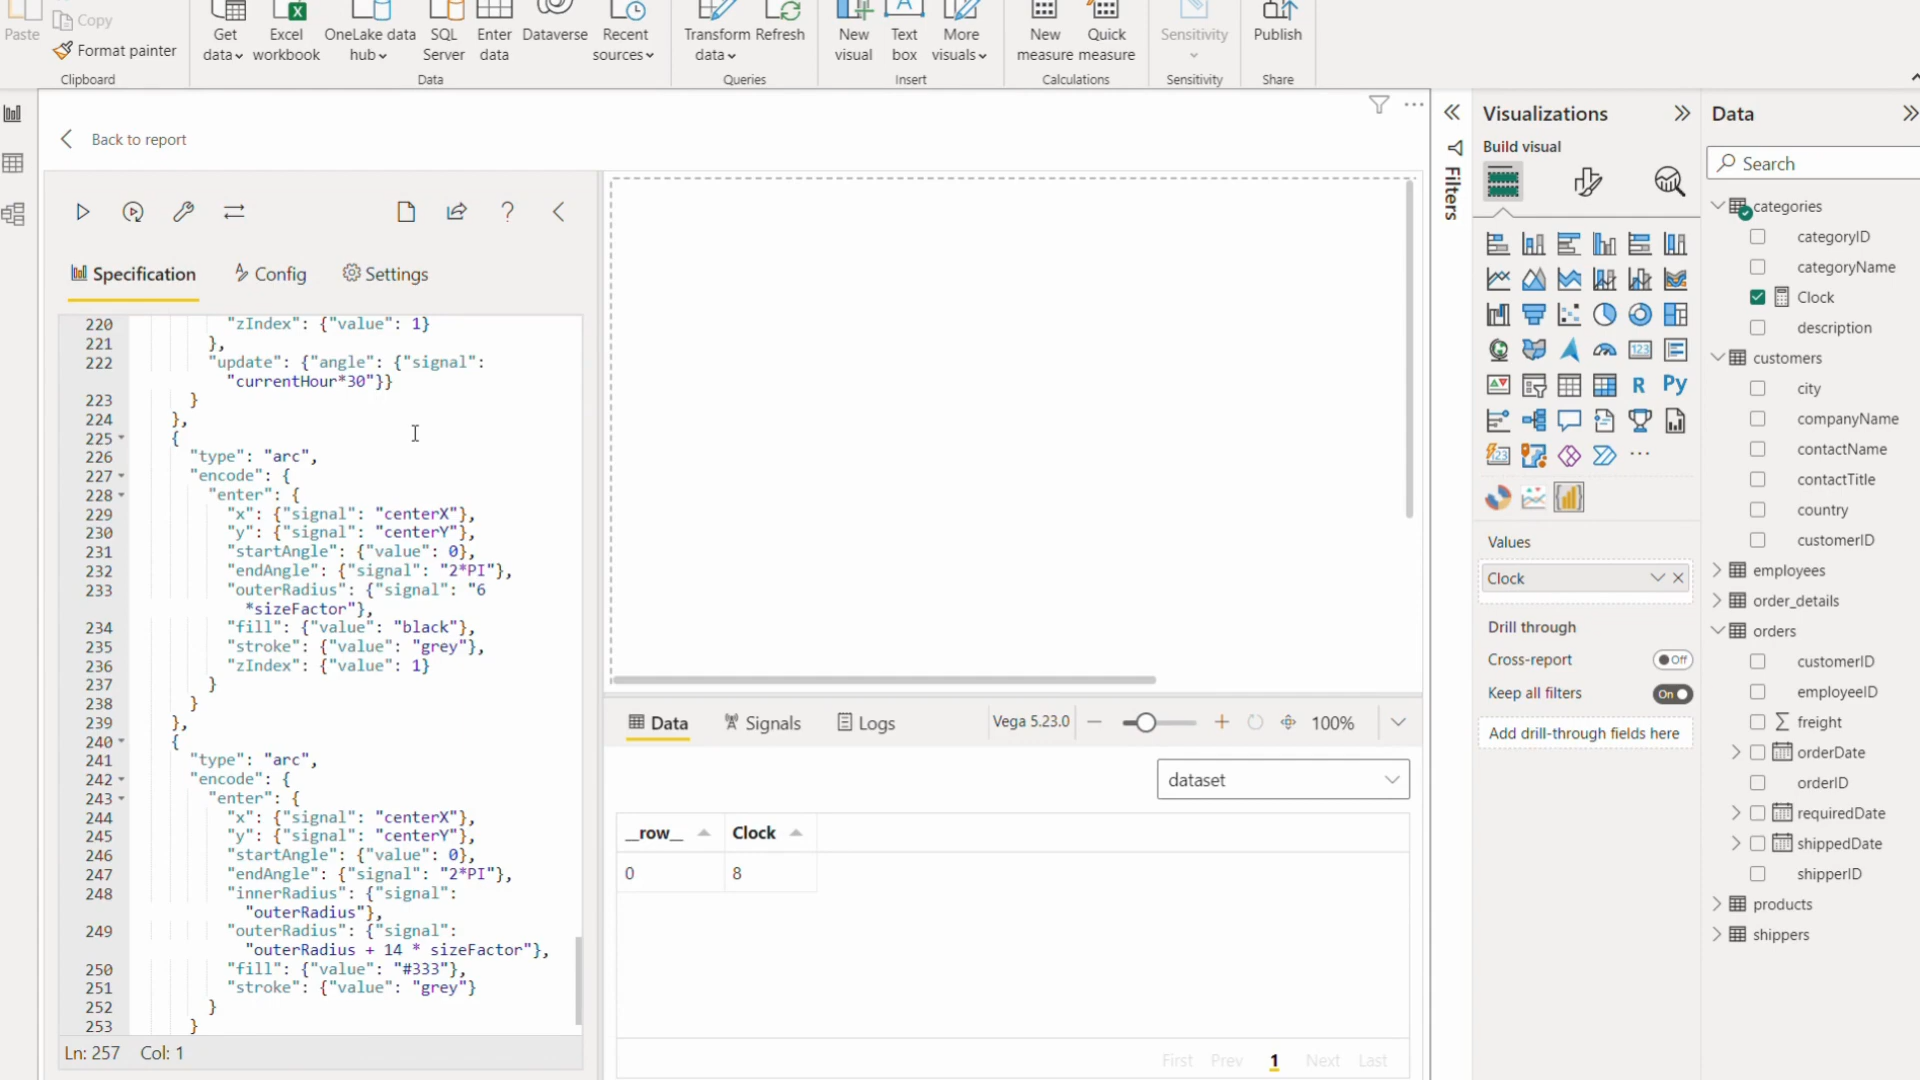 Paste
Copy
Format painter
Clipboard
Get data
Excel workbook
OneLake data hub
SQL Server
Enter data
Dataverse
Recent sources
Data
Transform data
Refresh
Queries
New visual
Text box
More visuals
Insert
New measure
Quick measure
Calculations
Sensitivity
Sensitivity
Publish
Share
Back to report
Specification
Config
Settings
220 "zIndex": {"value": 1}
221 },
222 "update": {"angle": {"signal":
"currentHour*30"}}
223 }
224 },
225 {
226 "type": "arc",
227 "encode": {
228 "enter": {
229 "x": {"signal": "centerX"},
230 "y": {"signal": "centerY"},
231 "startAngle": {"value": 0},
232 "endAngle": {"signal": "2*PI"},
233 "outerRadius": {"signal": "6
*sizeFactor"},
234 "fill": {"value": "black"},
235 "stroke": {"value": "grey"},
236 "zIndex": {"value": 1}
237 }
238 }
239 },
240 {
241 "type": "arc",
242 "encode": {
243 "enter": {
244 "x": {"signal": "centerX"},
245 "y": {"signal": "centerY"},
246 "startAngle": {"value": 0},
247 "endAngle": {"signal": "2*PI"},
248 "innerRadius": {"signal":
"outerRadius"},
249 "outerRadius": {"signal":
"outerRadius + 14 * sizeFactor"},
250 "fill": {"value": "#333"},
251 "stroke": {"value": "grey"}
252 }
253 }
Ln: 257 Col: 1
Data
Signals
Logs
Vega 5.23.0
100%
dataset
__row__ Clock
0 8
First Prev 1 Next Last
Filters
Visualizations
Build visual
123
R
Py
123
Values
Clock
Drill through
Cross-report
Off
Keep all filters
On
Add drill-through fields here
Data
Search
categories
categoryID
categoryName
Clock
description
customers
city
companyName
contactName
contactTitle
country
customerID
employees
order_details
orders
customerID
employeeID
freight
orderDate
orderID
requiredDate
shippedDate
shipperID
products
shippers